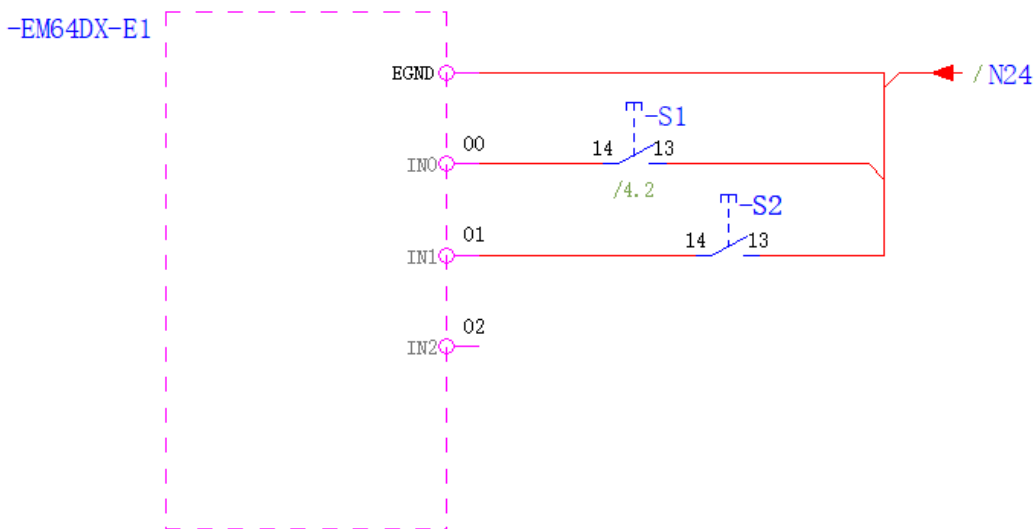 -EM64DX-E1
EGND
/ N24
-S1
00
14 13
IN0
/4.2
-S2
01
14 13
IN1
02
IN2